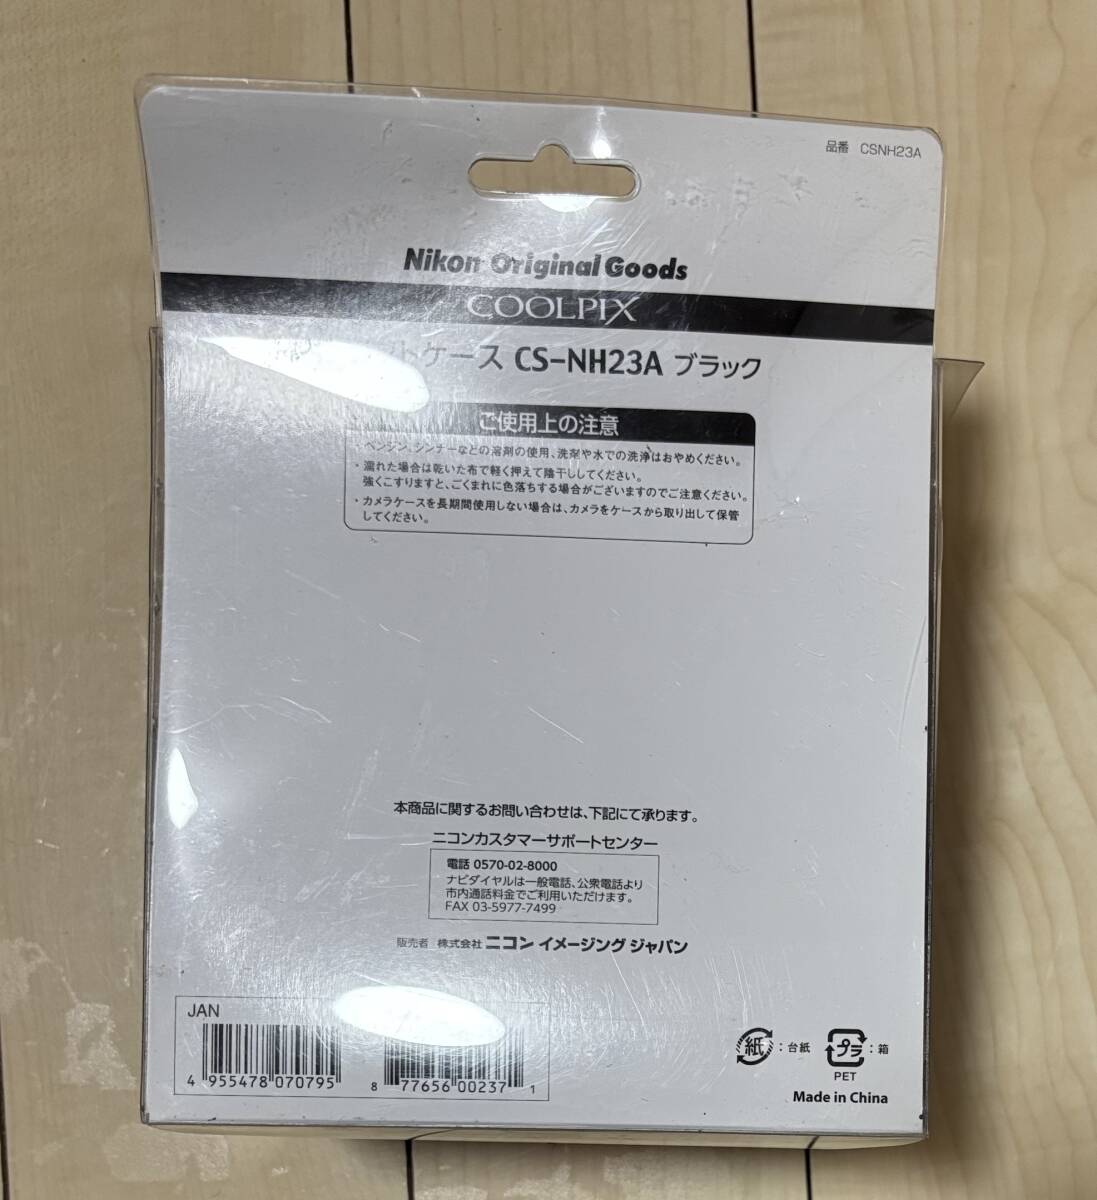 品番 CSNH23A
Nikon Original Goods
COOLPIX
トケース CS-NH23A ブラック
ご使用上の注意
ベンジン、シンナーなどの溶剤の使用、洗剤や水での洗浄はおやめください。
・濡れた場合は乾いた布で軽く押えて陰干ししてください。
強くこすりますと、ごくまれに色落ちする場合がございますのでご注意ください。
・カメラケースを長期間使用しない場合は、カメラをケースから取り出して保管
してください。
本商品に関するお問い合わせは、下記にて承ります。
ニコンカスタマーサポートセンター
電話 0570-02-8000
ナビダイヤルは一般電話、公衆電話より
市内通話料金でご利用いただけます。
FAX 03-5977-7499
販売者 株式会社 ニコン イメージング ジャパン
JAN
4 955478 070795
8 77656 00237 1
紙 : 台紙
プラ : 箱
PET
Made in China